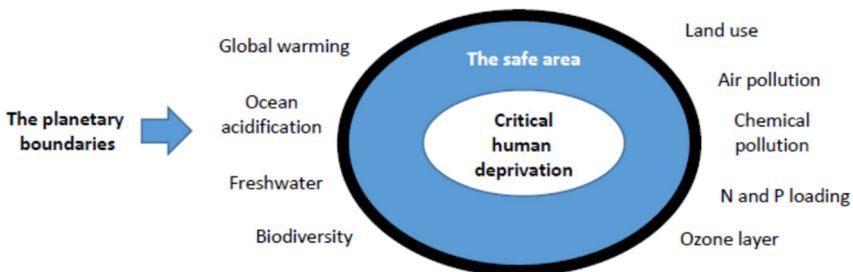 The planetary
boundaries
Global warming
Ocean
acidification
Freshwater
Biodiversity
The safe area
Critical
human
deprivation
Land use
Air pollution
Chemical
pollution
N and P loading
Ozone layer